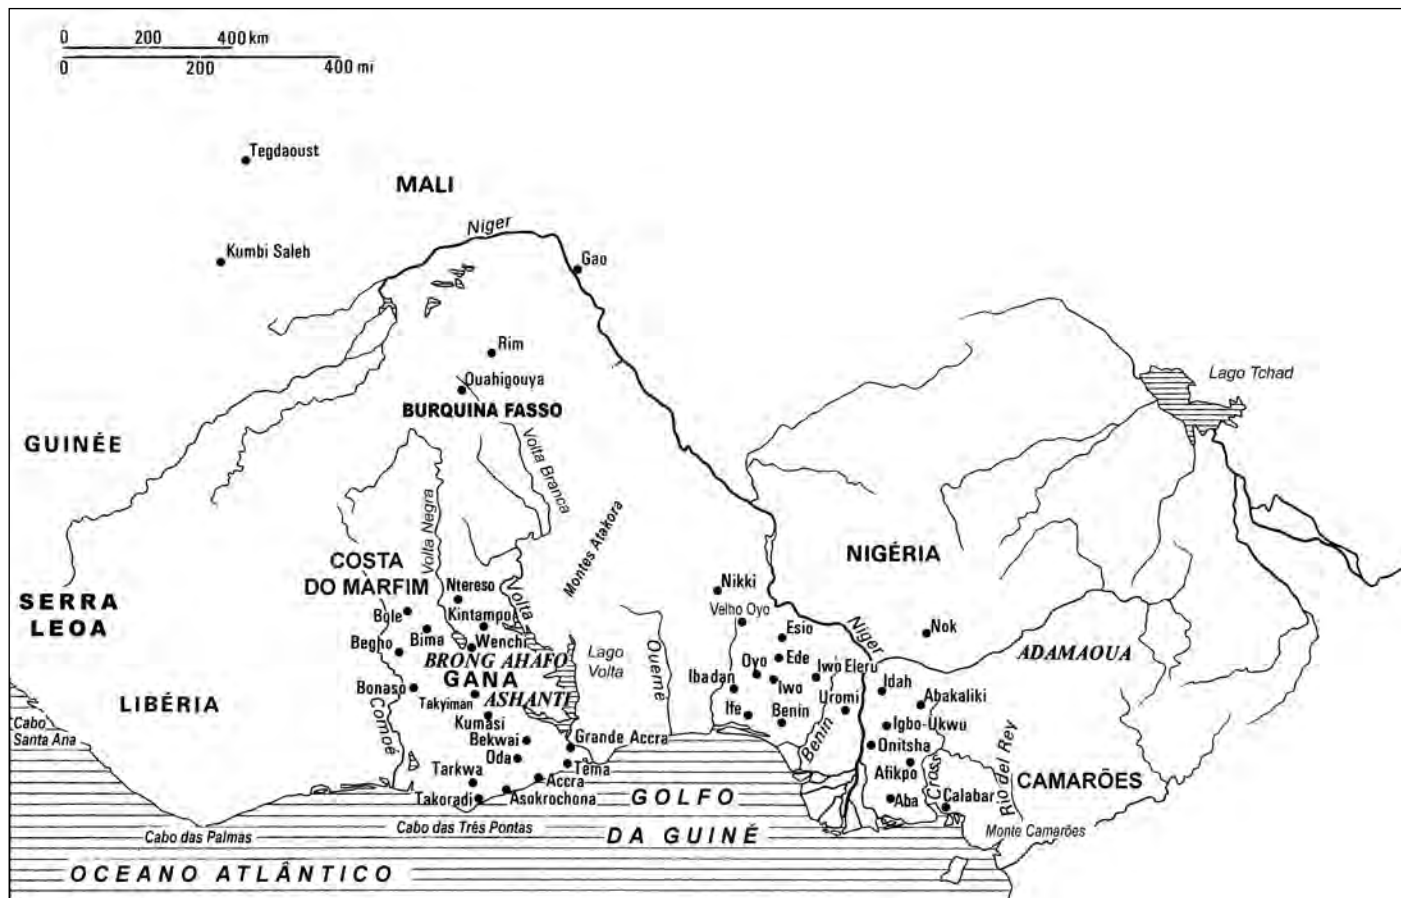 0 200 400 km
0 200 400 mi
Tegdaoust
MALI
Niger
Kumbi Saleh
Gao
Rim
Ouahigouya
BURQUINA FASSO
Lago Tchad
GUINÉE
Volta Branca
Volta Negra
Montes Atakora
COSTA
DO MARFIM
NIGÉRIA
SERRA
LEOA
Ntereso
Volta
Nikki
Velho Oyo
Bole
Kintampo
Bima
Wenchi
Begho
BRONG AHAFO
Esio
Niger
Nok
ADAMAOUA
Lago
Volta
Ouemé
Ede
Oyo
Iwo Eleru
Ibadan
Iwo
Idah
GANA
Bonaso
Takyiman
ASHANTI
LIBÉRIA
Uromi
Abakaliki
Ife
Benin
Kumasi
Igbo-Ukwu
Cabo
Santa Ana
Comoé
Bekwai
Grande Accra
Benin
Onitsha
Oda
Tema
Afikpo
Cross
Rio del Rey
CAMARÕES
Tarkwa
Accra
Takoradi
Asokrochona
GOLFO
DA GUINÉ
Aba
Calabar
Cabo das Palmas
Cabo das Três Pontas
Monte Camarões
OCEANO ATLÂNTICO